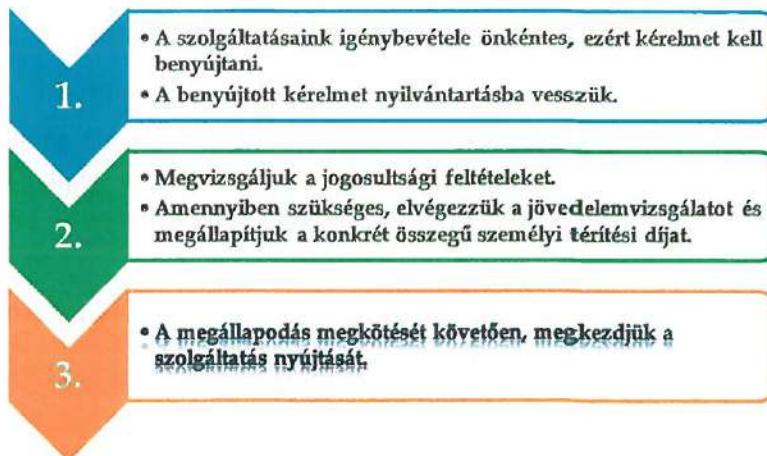 1.
• A szolgáltatásaink igénybevétele önkéntes, ezért kérelmet kell
benyújtani.
• A benyújtott kérelmet nyilvántartásba vesszük.
2.
• Megvizsgáljuk a jogosultsági feltételeket.
• Amennyiben szükséges, elvégezzük a jövedelemvizsgálatot és
megállapítjuk a konkrét összegű személyi térítési díjat.
3.
• A megállapodás megkötését követően, megkezdjük a
szolgáltatás nyújtását.